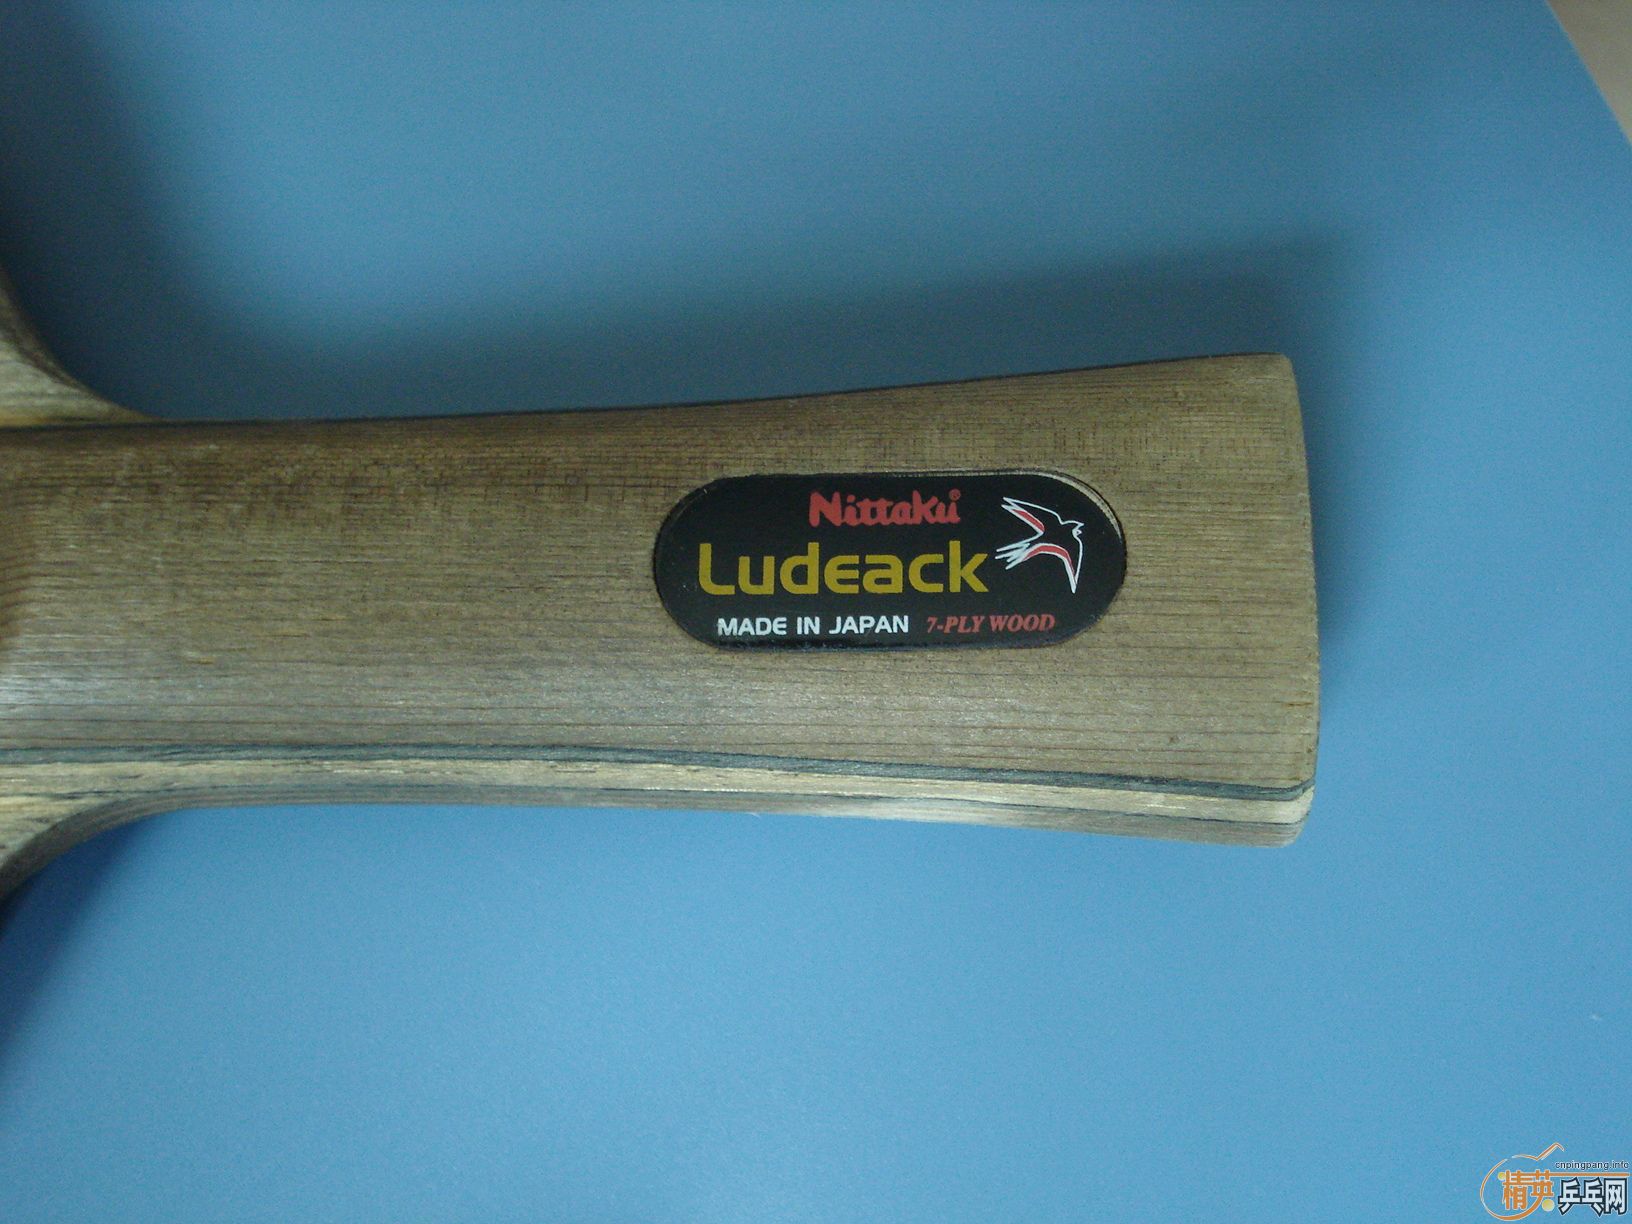 Nittaku®
Ludeack
MADE IN JAPAN 7-PLY WOOD
cnpingpang.info
精英乒乓网